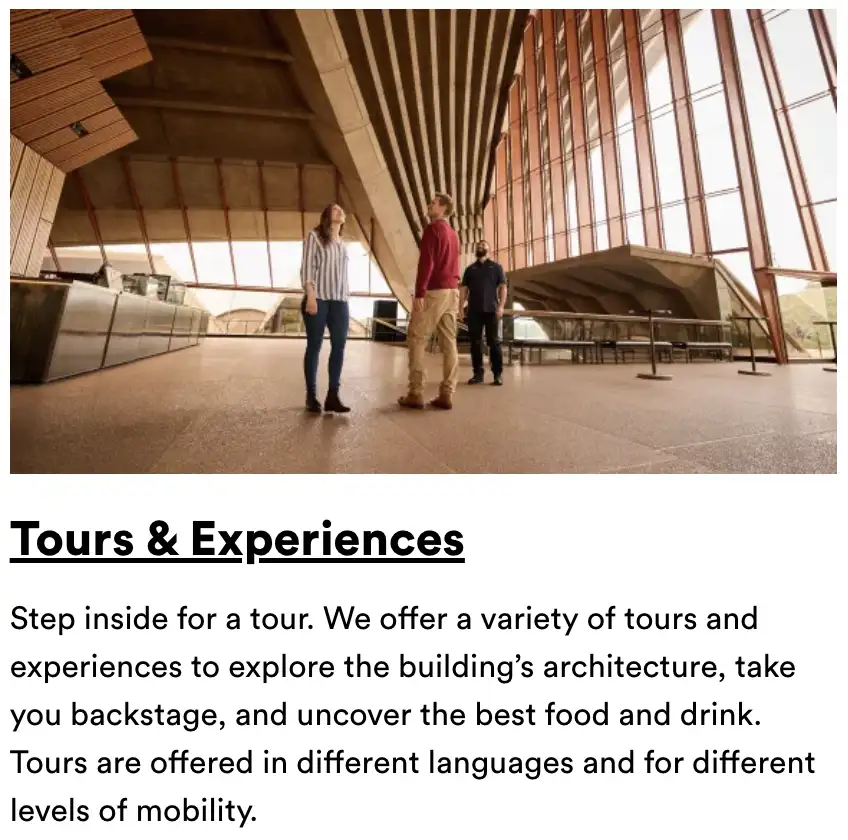 Tours & Experiences
Step inside for a tour. We offer a variety of tours and
experiences to explore the building’s architecture, take
you backstage, and uncover the best food and drink.
Tours are offered in different languages and for different
levels of mobility.